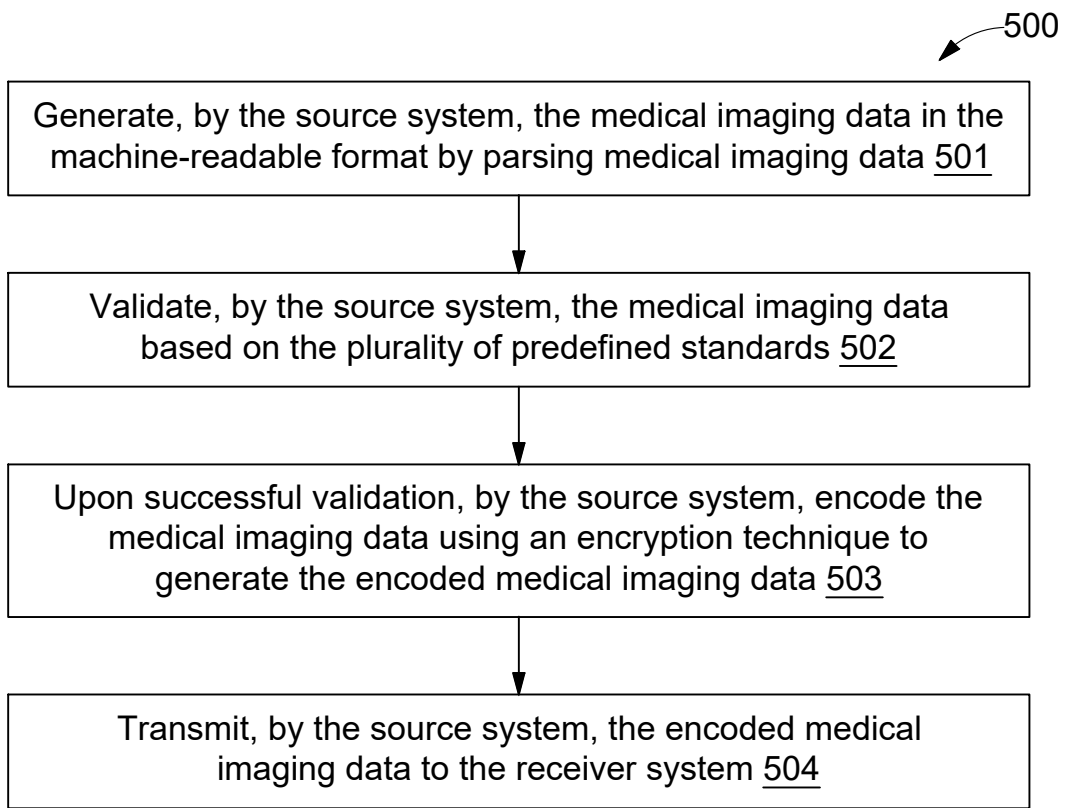 500
Generate, by the source system, the medical imaging data in the
machine-readable format by parsing medical imaging data 501
Validate, by the source system, the medical imaging data
based on the plurality of predefined standards 502
Upon successful validation, by the source system, encode the
medical imaging data using an encryption technique to
generate the encoded medical imaging data 503
Transmit, by the source system, the encoded medical
imaging data to the receiver system 504